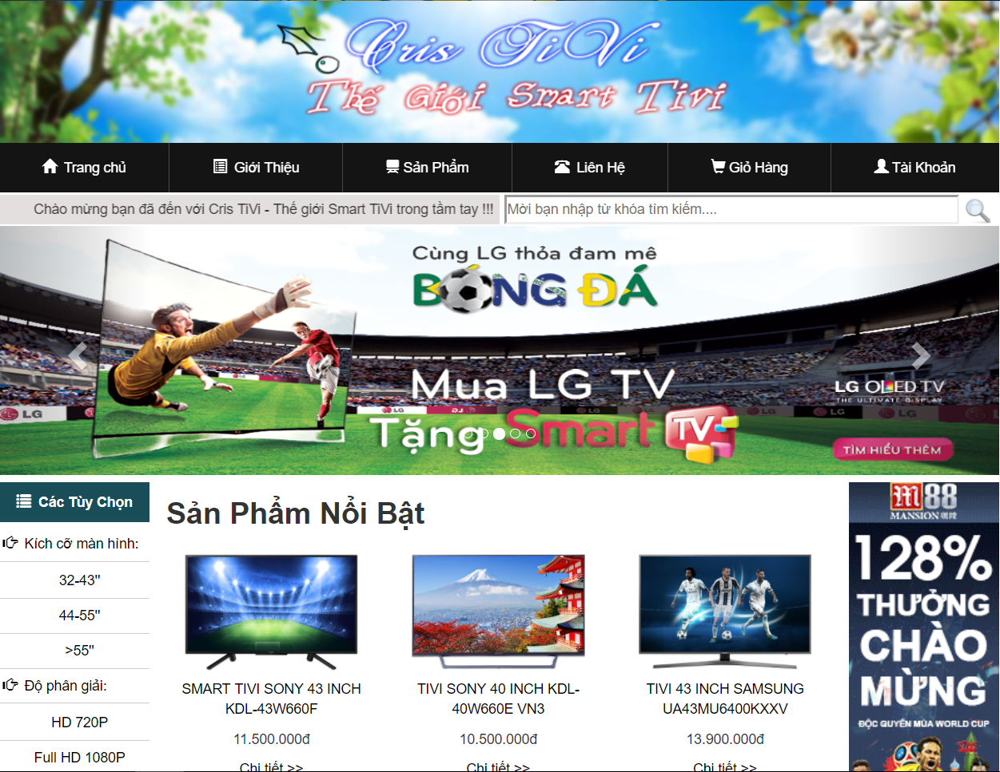 Cris TiVi
Thế Giới Smart Tivi
Trang chủ
Giới Thiệu
Sản Phẩm
Liên Hệ
Giỏ Hàng
Tài Khoản
Chào mừng bạn đã đến với Cris TiVi - Thế giới Smart TiVi trong tầm tay !!!
Mời bạn nhập từ khóa tìm kiếm....
Cùng LG thỏa đam mê
BÓNG ĐÁ
Mua LG TV
Tặng Smart TV
LG OLED TV
THE ULTIMATE DISPLAY
TÌM HIỂU THÊM
LG
LG
LG
LG
LG
LG
Các Tùy Chọn
Kích cỡ màn hình:
32-43"
44-55"
>55"
Độ phân giải:
HD 720P
Full HD 1080P
Sản Phẩm Nổi Bật
SMART TIVI SONY 43 INCH
KDL-43W660F
11.500.000đ
Chi tiết >>
TIVI SONY 40 INCH KDL-
40W660E VN3
10.500.000đ
Chi tiết >>
TIVI 43 INCH SAMSUNG
UA43MU6400KXXV
13.900.000đ
Chi tiết >>
M88
MANSION
128%
THƯỞNG
CHÀO
MỪNG
ĐỘC QUYỀN MÙA WORLD CUP